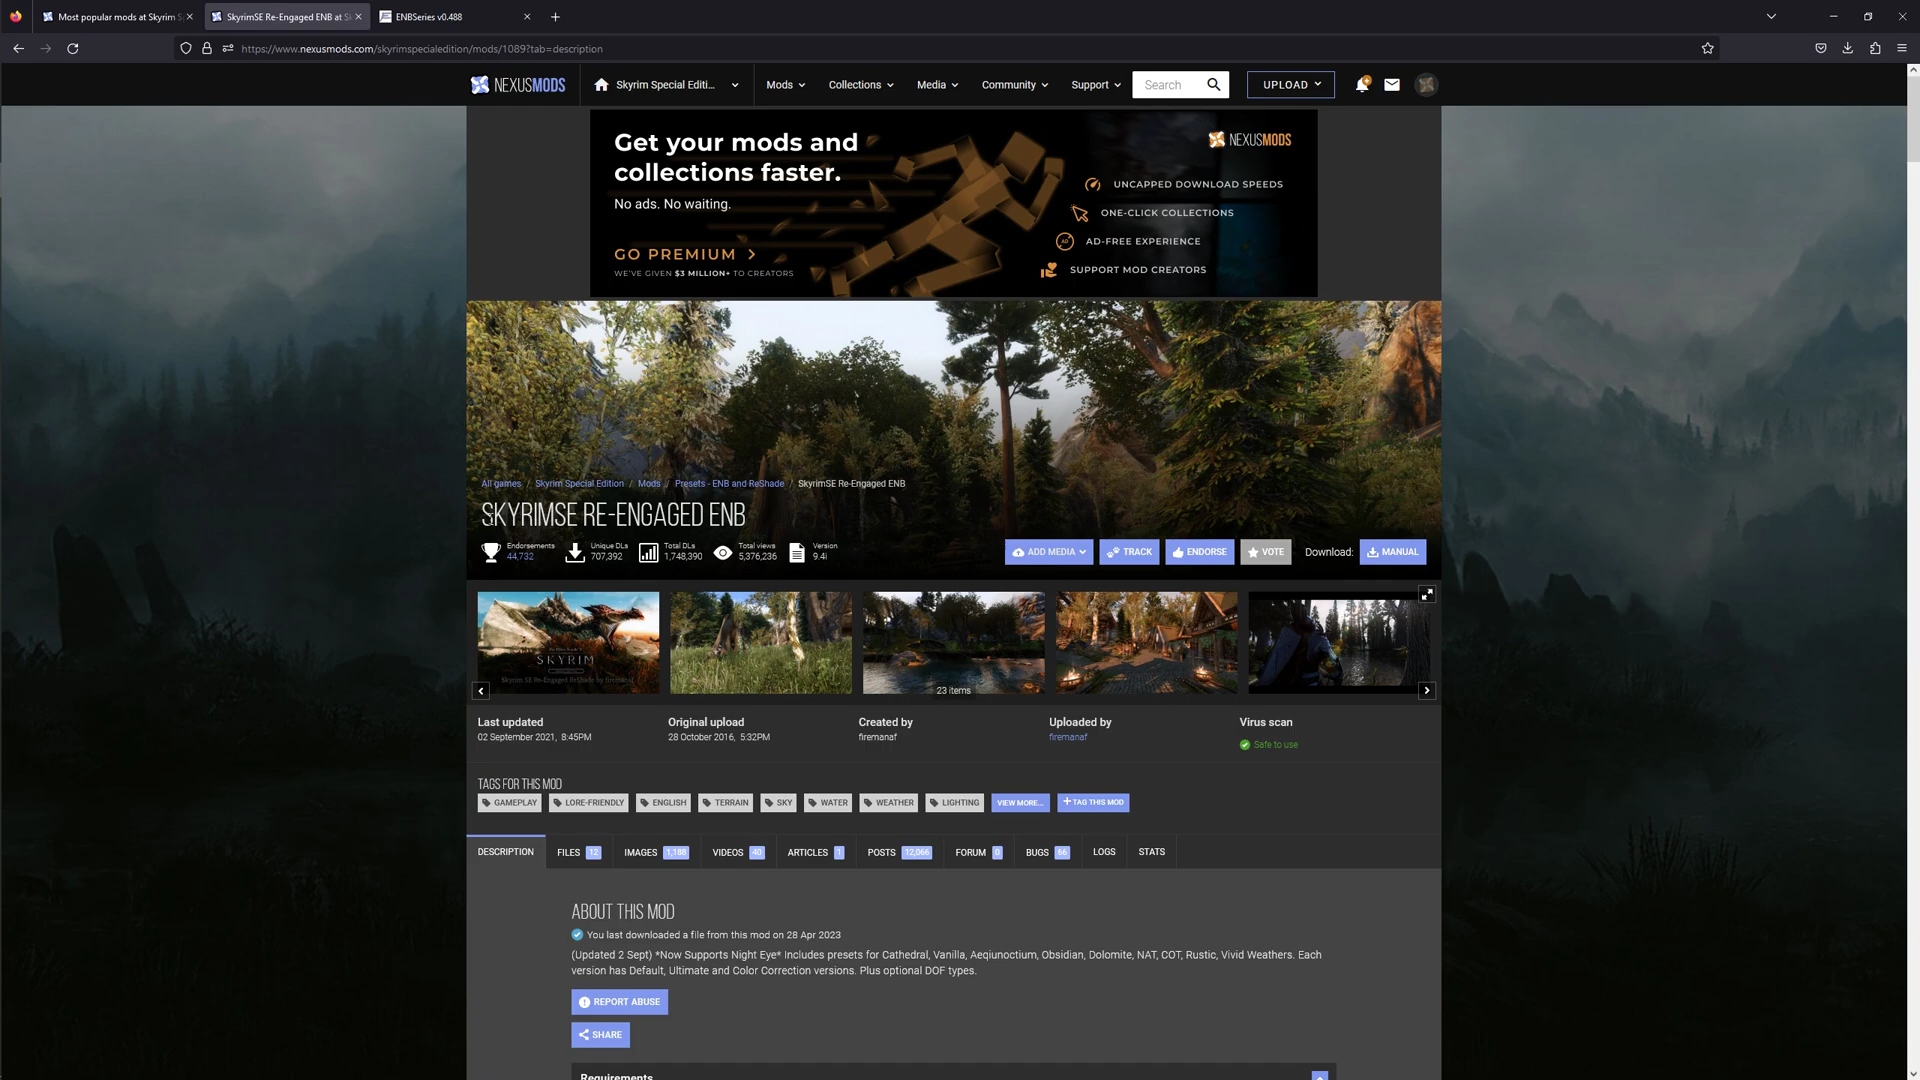 Most popular mods at Skyrim S
SkyrimSE Re-Engaged ENB at Sk
ENBSeries v0.488
https://www.nexusmods.com/skyrimspecialedition/mods/1089?tab=description
NEXUSMODS
Skyrim Special Editi...
Mods
Collections
Media
Community
Support
Search
UPLOAD
Get your mods and
collections faster.
No ads. No waiting.
GO PREMIUM
WE'VE GIVEN $3 MILLION+ TO CREATORS
NEXUSMODS
UNCAPPED DOWNLOAD SPEEDS
ONE-CLICK COLLECTIONS
AD-FREE EXPERIENCE
SUPPORT MOD CREATORS
All games / Skyrim Special Edition / Mods / Presets - ENB and ReShade / SkyrimSE Re-Engaged ENB
SKYRIMSE RE-ENGAGED ENB
Endorsements
44,732
Unique DLs
707,392
Total DLs
1,748,390
Total views
5,376,236
Version
9.4i
ADD MEDIA
TRACK
ENDORSE
VOTE
Download:
MANUAL
SKYRIM
Skyrim SE Re-Engaged ReShade by firemanaf
23 items
Last updated
02 September 2021, 8:45PM
Original upload
28 October 2016, 5:32PM
Created by
firemanaf
Uploaded by
firemanaf
Virus scan
Safe to use
TAGS FOR THIS MOD
GAMEPLAY
LORE-FRIENDLY
ENGLISH
TERRAIN
SKY
WATER
WEATHER
LIGHTING
VIEW MORE...
+ TAG THIS MOD
DESCRIPTION
FILES 12
IMAGES 1,188
VIDEOS 40
ARTICLES 1
POSTS 12,066
FORUM 0
BUGS 66
LOGS
STATS
ABOUT THIS MOD
You last downloaded a file from this mod on 28 Apr 2023
(Updated 2 Sept) *Now Supports Night Eye* Includes presets for Cathedral, Vanilla, Aeqiunoctium, Obsidian, Dolomite, NAT, COT, Rustic, Vivid Weathers. Each
version has Default, Ultimate and Color Correction versions. Plus optional DOF types.
REPORT ABUSE
SHARE
Requirements